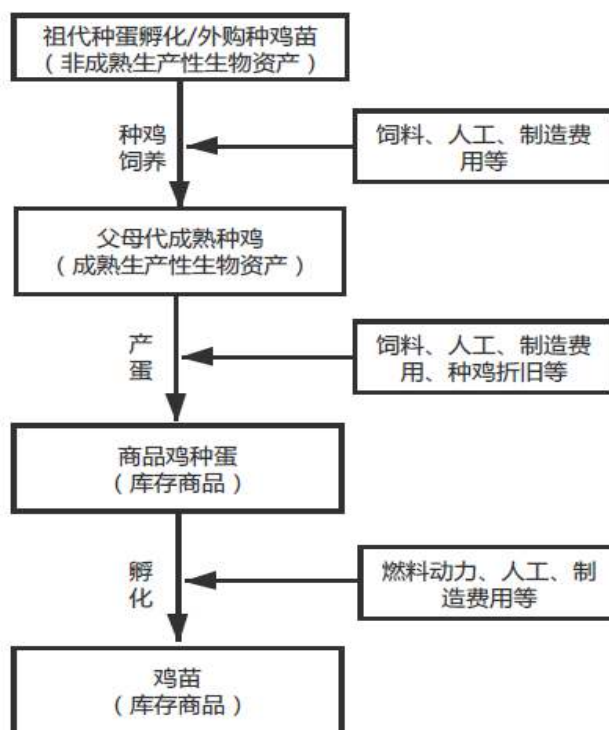 祖代种蛋孵化/外购种鸡苗
（非成熟生产性生物资产）
种鸡
饲养
饲料、人工、制造费
用等
父母代成熟种鸡
（成熟生产性生物资产）
产
蛋
饲料、人工、制造费
用、种鸡折旧等
商品鸡种蛋
（库存商品）
孵
化
燃料动力、人工、制
造费用等
鸡苗
（库存商品）